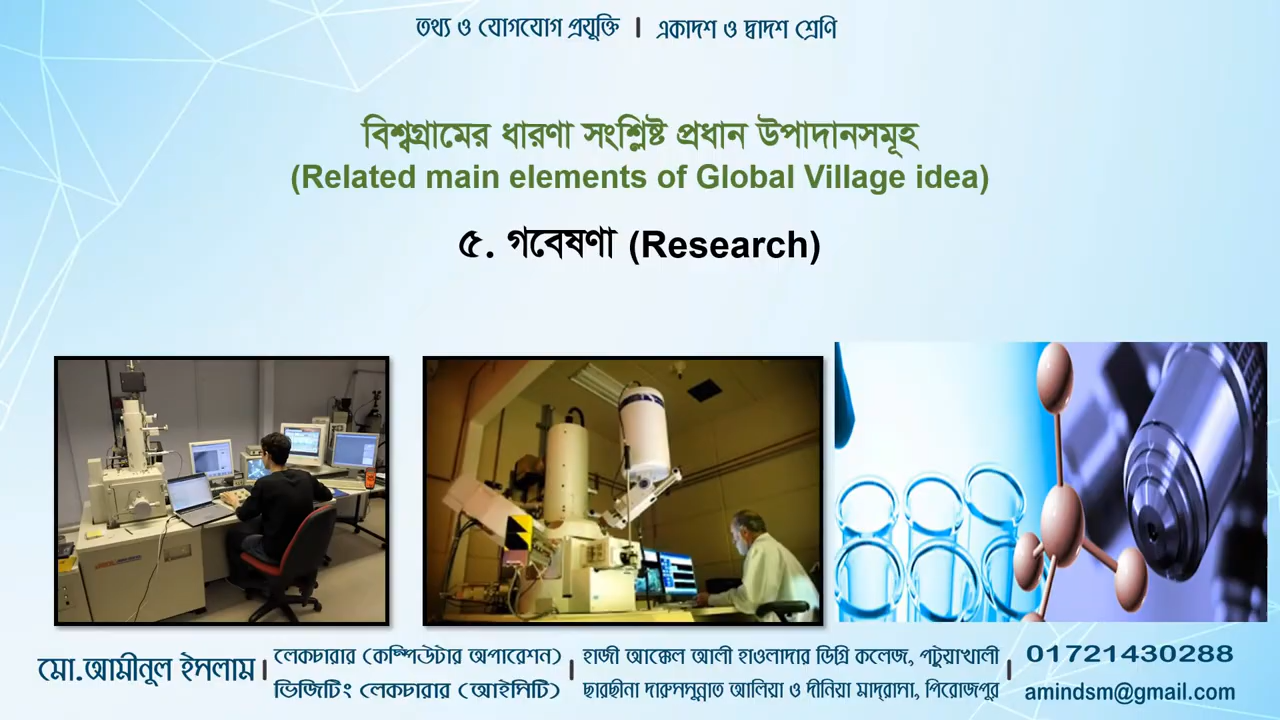 তথ্য ও যোগাযোগ প্রযুক্তি | একাদশ ও দ্বাদশ শ্রেণি
বিশ্বগ্রামের ধারণা সংশ্লিষ্ট প্রধান উপাদানসমূহ
(Related main elements of Global Village idea)
৫. গবেষণা (Research)
মো.আমীনুল ইসলাম
লেকচারার (কম্পিউটার অপারেশন)
ভিজিটিং লেকচারার (আইসিটি)
হাজী আক্কেল আলী হাওলাদার ডিগ্রি কলেজ, পটুয়াখালী
ছারছীনা দারুসসুন্নাত আলিয়া ও দীনিয়া মাদ্রাসা, পিরোজপুর
01721430288
amindsm@gmail.com